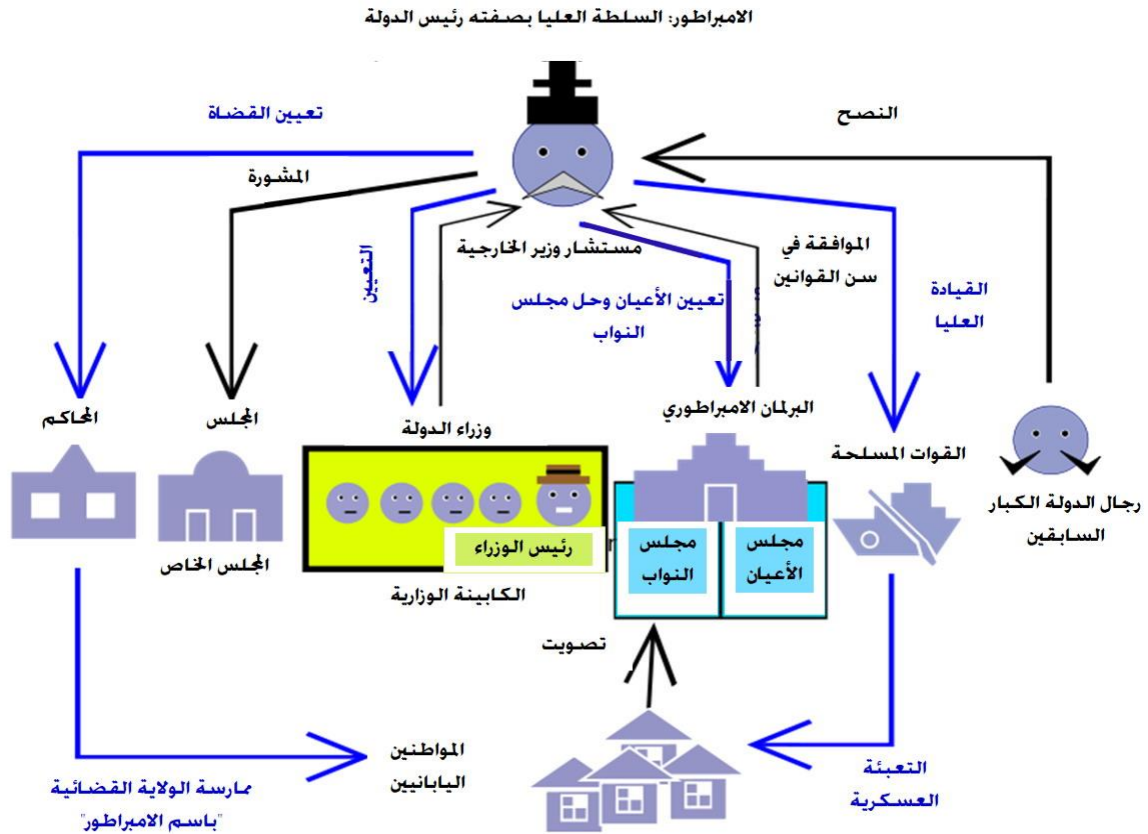 الامبراطور: السلطة العليا بصفته رئيس الدولة
النصح
تعيين القضاة
المشورة
الموافقة في
سن القوانين
مستشار وزير الخارجية
التعيين
القيادة
العليا
تعيين الأعيان وحل مجلس
النواب
البرلمان الامبراطوري
المحاكم
المجلس
وزراء الدولة
القوات المسلحة
رجال الدولة الكبار
السابقين
مجلس
الأعيان
مجلس
النواب
رئيس الوزراء
المجلس الخاص
الكابينة الوزارية
تصويت
المواطنين
اليابانيين
التعبئة
العسكرية
ممارسة الولاية القضائية
"باسم الامبراطور"